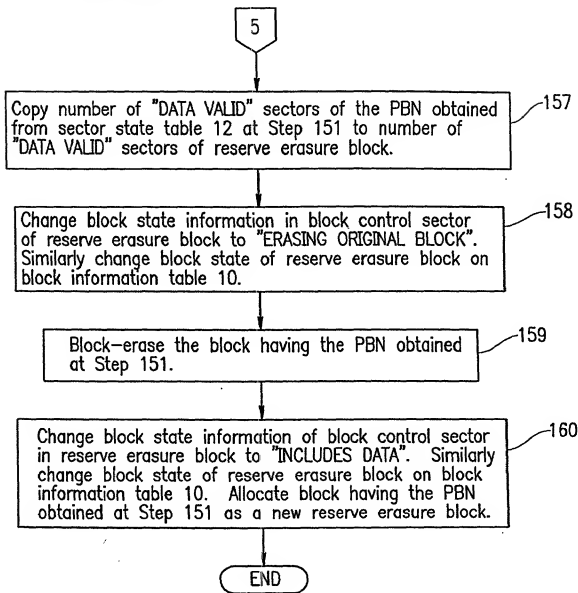 5
Copy number of "DATA VALID" sectors of the PBN obtained
from sector state table 12 at Step 151 to number of
"DATA VALID" sectors of reserve erasure block.
157
Change block state information in block control sector
of reserve erasure block to "ERASING ORIGINAL BLOCK".
Similarly change block state of reserve erasure block on
block information table 10.
158
Block-erase the block having the PBN obtained
at Step 151.
159
Change block state information of block control sector
in reserve erasure block to "INCLUDES DATA". Similarly
change block state of reserve erasure block on block
information table 10. Allocate block having the PBN
obtained at Step 151 as a new reserve erasure block.
160
END